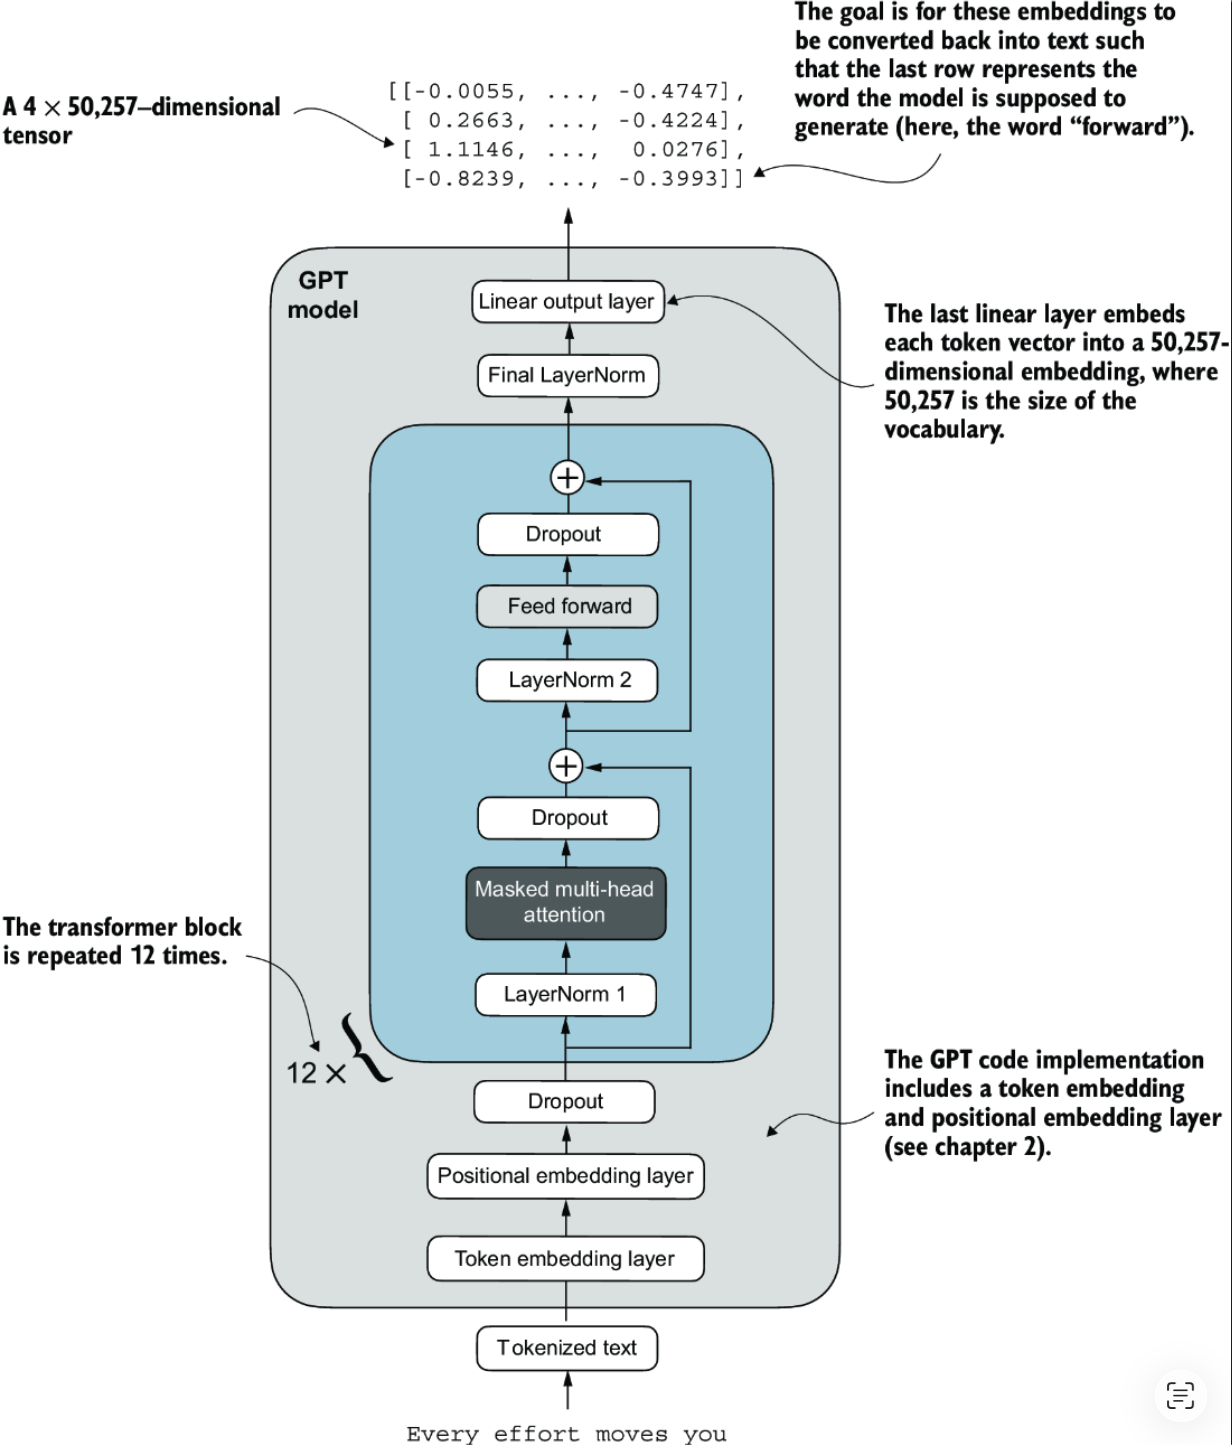 The goal is for these embeddings to
be converted back into text such
that the last row represents the
word the model is supposed to
generate (here, the word “forward”).
A 4 × 50,257–dimensional
tensor
[[-0.0055, ..., -0.4747],
[ 0.2663, ..., -0.4224],
[ 1.1146, ..., 0.0276],
[-0.8239, ..., -0.3993]]
GPT
model
Linear output layer
The last linear layer embeds
each token vector into a 50,257-
dimensional embedding, where
50,257 is the size of the
vocabulary.
Final LayerNorm
+
Dropout
Feed forward
LayerNorm 2
+
Dropout
Masked multi-head
attention
The transformer block
is repeated 12 times.
LayerNorm 1
12 × {
Dropout
The GPT code implementation
includes a token embedding
and positional embedding layer
(see chapter 2).
Positional embedding layer
Token embedding layer
Tokenized text
Every effort moves you